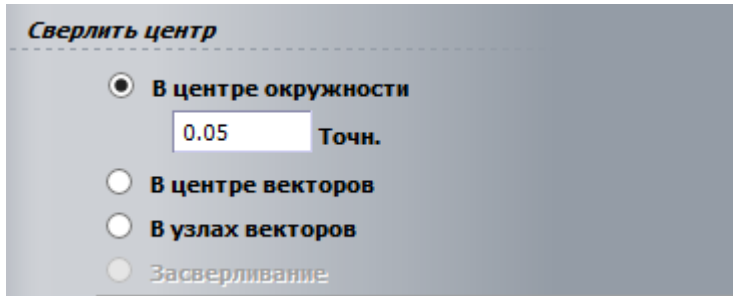 Сверлить центр
В центре окружности
0.05 Точн.
В центре векторов
В узлах векторов
Засверливание